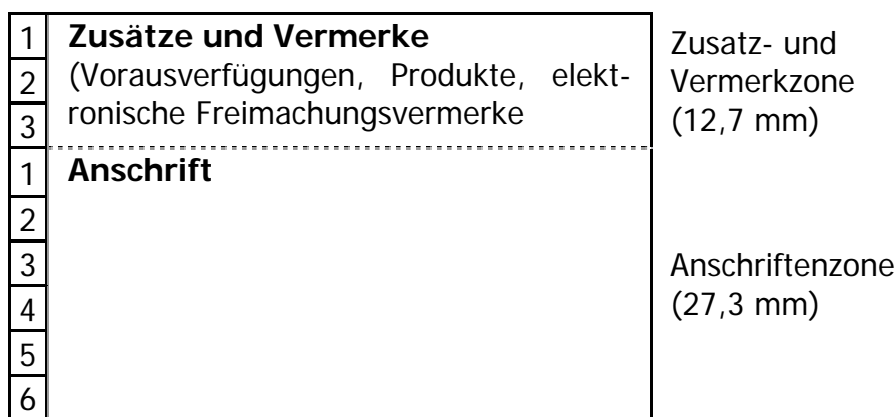 1 Zusätze und Vermerke
2 (Vorausverfügungen, Produkte, elekt-
3 ronische Freimachungsvermerke
Zusatz- und
Vermerkzone
(12,7 mm)
1 Anschrift
2
3
4
5
6
Anschriftenzone
(27,3 mm)